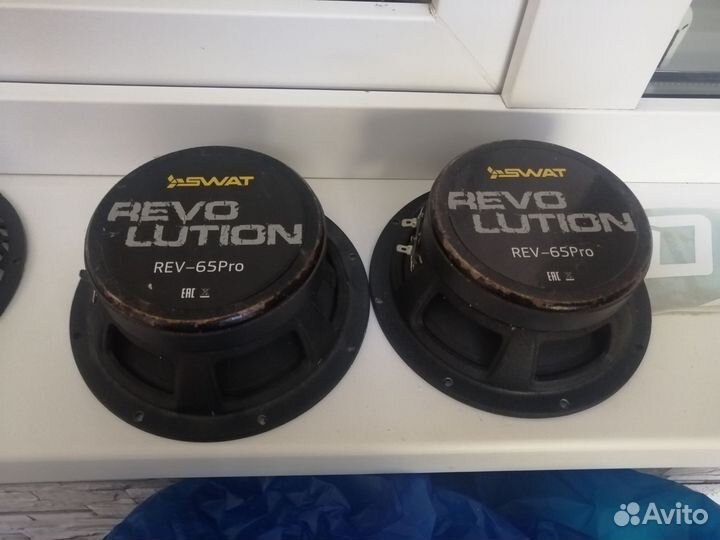 SWAT
REVO
LUTION
REV-65Pro
EAC
SWAT
REVO
LUTION
REV-65Pro
EAC
Avito